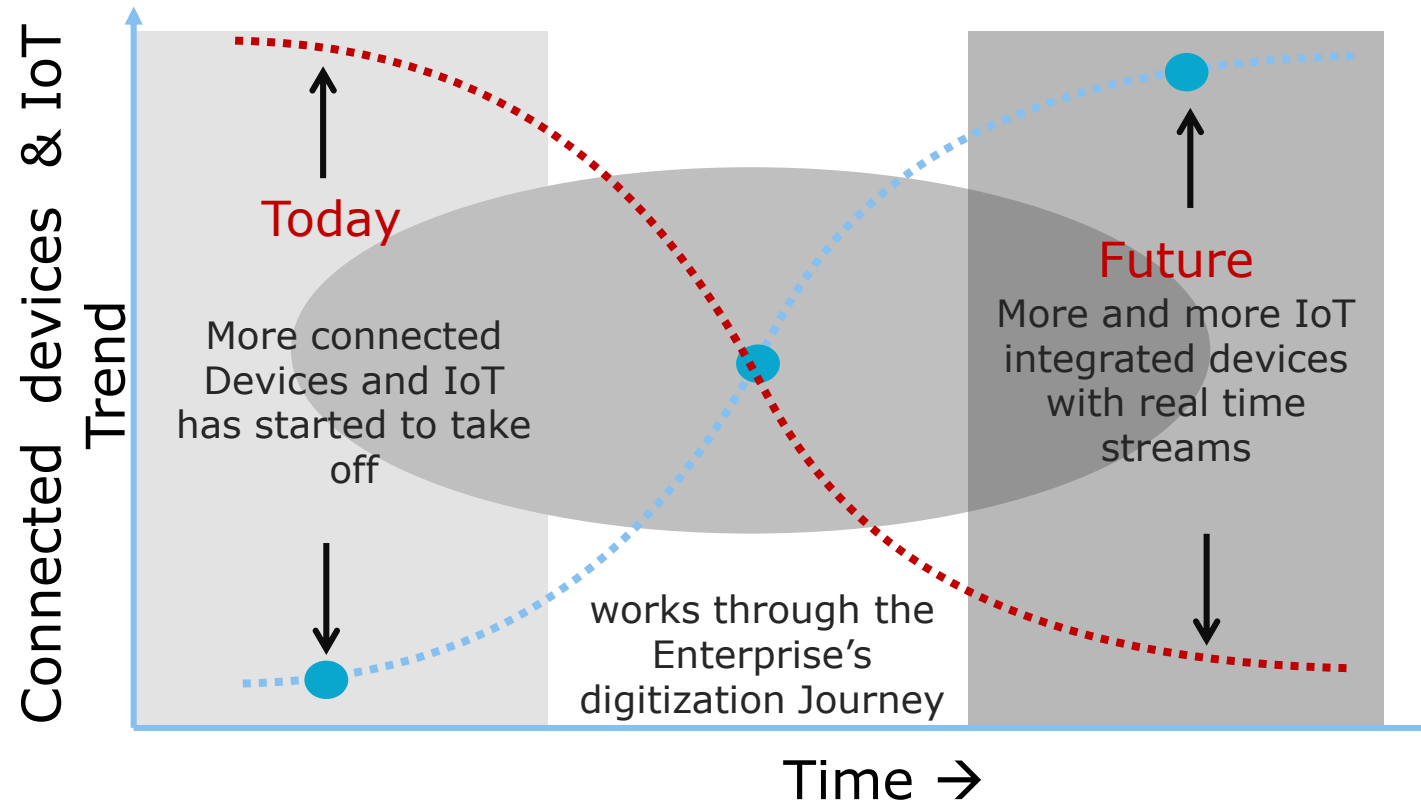 Connected devices & IoT
Trend
Today
More connected
Devices and IoT
has started to take
off
works through the
Enterprise’s
digitization Journey
Future
More and more IoT
integrated devices
with real time
streams
Time →